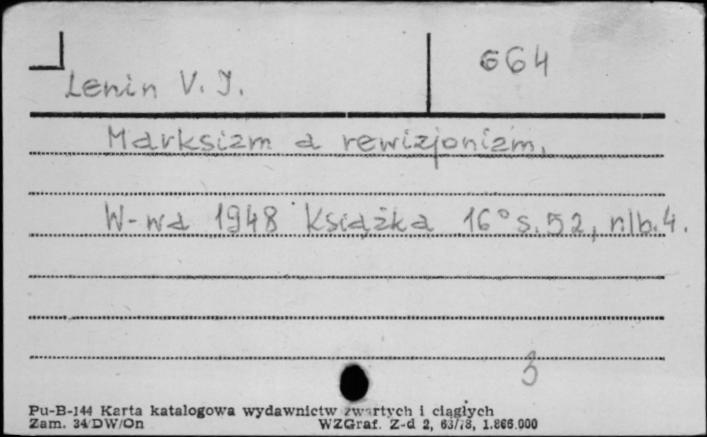 664
Lenin V. J.
Marksizm a rewizjonizm.
W-wa 1948 Książka 16° s. 52, nlb. 4.
3
Pu-B-144 Karta katalogowa wydawnictw zwartych i ciągłych
Zam. 34/DW/On WZGraf. Z-d 2, 63/78, 1.866.000